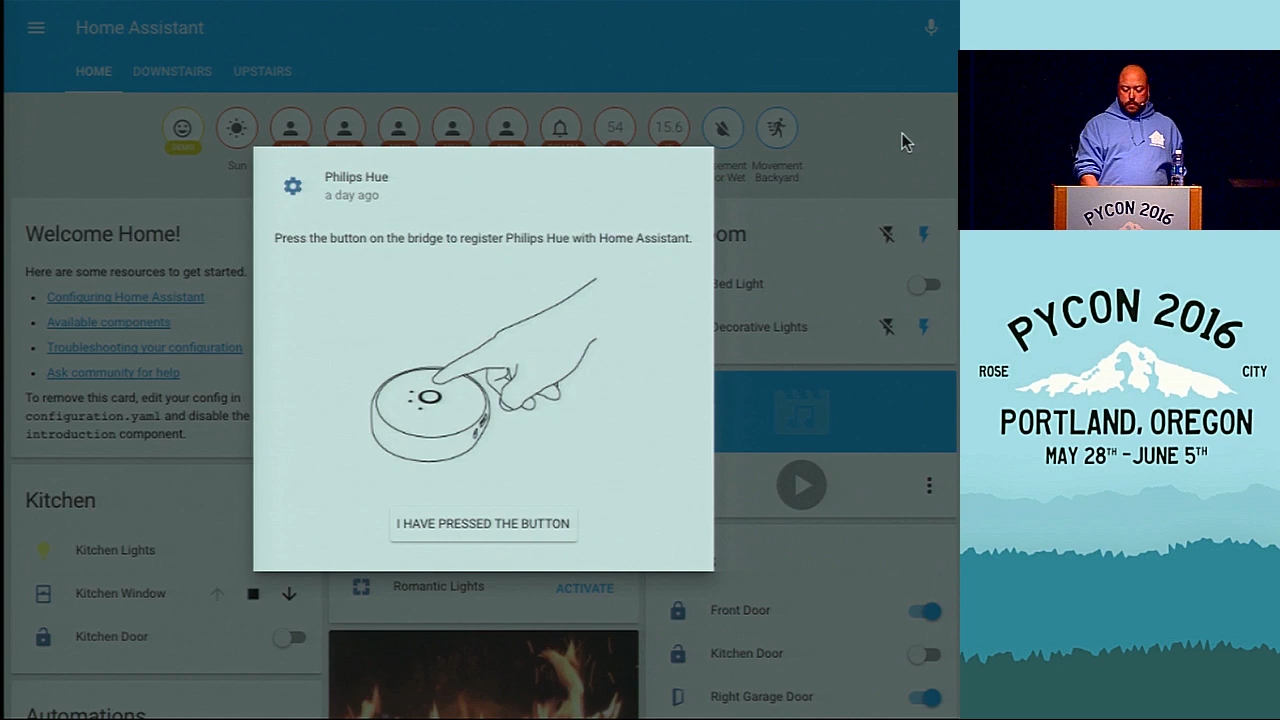 Home Assistant
HOME DOWNSTAIRS UPSTAIRS
DEMO
54
15.6
Sun
or Wet
Movement
Backyard
Welcome Home!
Here are some resources to get started.
Configuring Home Assistant
Available components
Troubleshooting your configuration
Ask community for help
To remove this card, edit your config in
configuration.yaml and disable the
introduction component.
Kitchen
Kitchen Lights
Kitchen Window
Kitchen Door
Automations
Philips Hue
a day ago
Press the button on the bridge to register Philips Hue with Home Assistant.
I HAVE PRESSED THE BUTTON
Romantic Lights
ACTIVATE
Bed Light
Decorative Lights
Front Door
Kitchen Door
Right Garage Door
PYCON 2016
PYCON 2016
ROSE CITY
PORTLAND, OREGON
MAY 28TH - JUNE 5TH